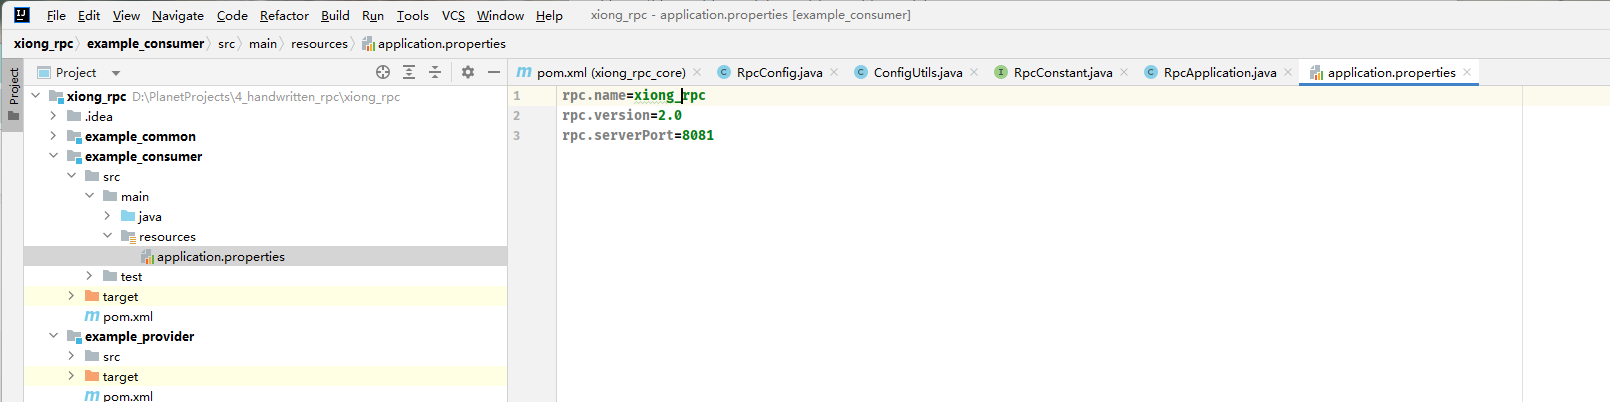 File Edit View Navigate Code Refactor Build Run Tools VCS Window Help xiong_rpc - application.properties [example_consumer]
xiong_rpc example_consumer src main resources application.properties
Project
Project
pom.xml (xiong_rpc_core) RpcConfig.java ConfigUtils.java RpcConstant.java RpcApplication.java application.properties
xiong_rpc D:\PlanetProjects\4_handwritten_rpc\xiong_rpc
.idea
example_common
example_consumer
src
main
java
resources
application.properties
test
target
pom.xml
example_provider
src
target
pom.xml
1 rpc.name=xiong_rpc
2 rpc.version=2.0
3 rpc.serverPort=8081